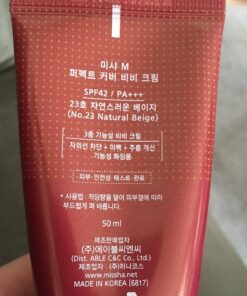 미샤 M
퍼펙트 커버 비비 크림
SPF42 / PA+++
23호 자연스러운 베이지
(No.23 Natural Beige)
3중 기능성 비비 크림
자외선 차단 + 미백 + 주름 개선
기능성 화장품
피부 안전성 테스트 완료
• 사용법 : 적당량을 덜어 피부결에 따라
부드럽게 펴 바릅니다.
50 ml
제조판매업자
(주)에이블씨엔씨
(Dist. ABLE C&C Co., Ltd.)
제조업자 : (주)하나코스
www.missha.net
MADE IN KOREA [6817]